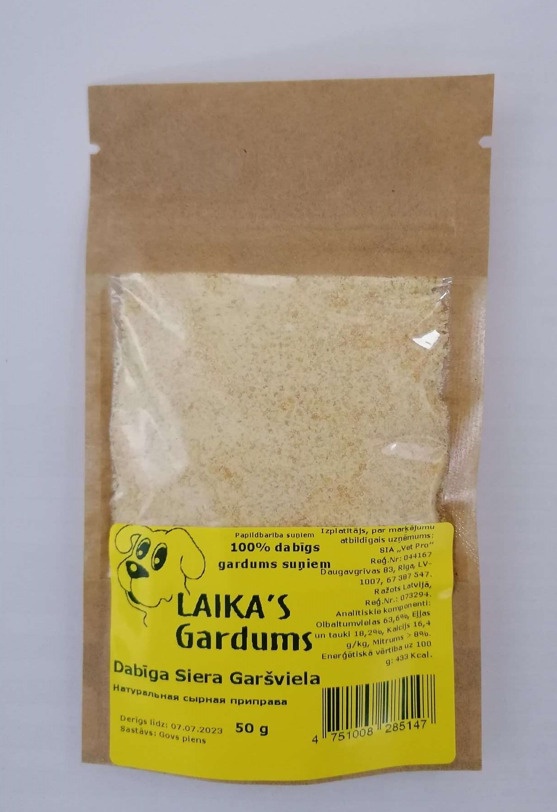 Papildbarība suņiem
100% dabīgs
gardums suņiem
LAIKA'S
Gardums
Dabīga Siera Garšviela
Натуральная сырная приправа
Derīgs līdz: 07.07.2023
Sastāvs: Govs piens
50 g
Izplatītājs, par marķējumu
atbildīgais uzņēmums:
SIA „Vet Pro"
Reģ.Nr: 044167
Daugavgrīvas 83, Rīga, LV-
1007, 67 387 547.
Ražots Latvijā,
Reģ.Nr.: 073294.
Analītiskie komponenti:
Olbaltumvielas 63,6%, Eļļas
un tauki 18,2%, Kalcijs 16,4
g/kg, Mitrums > 8%.
Enerģētiskā vērtība uz 100
g: 433 Kcal.
4 751008 285147